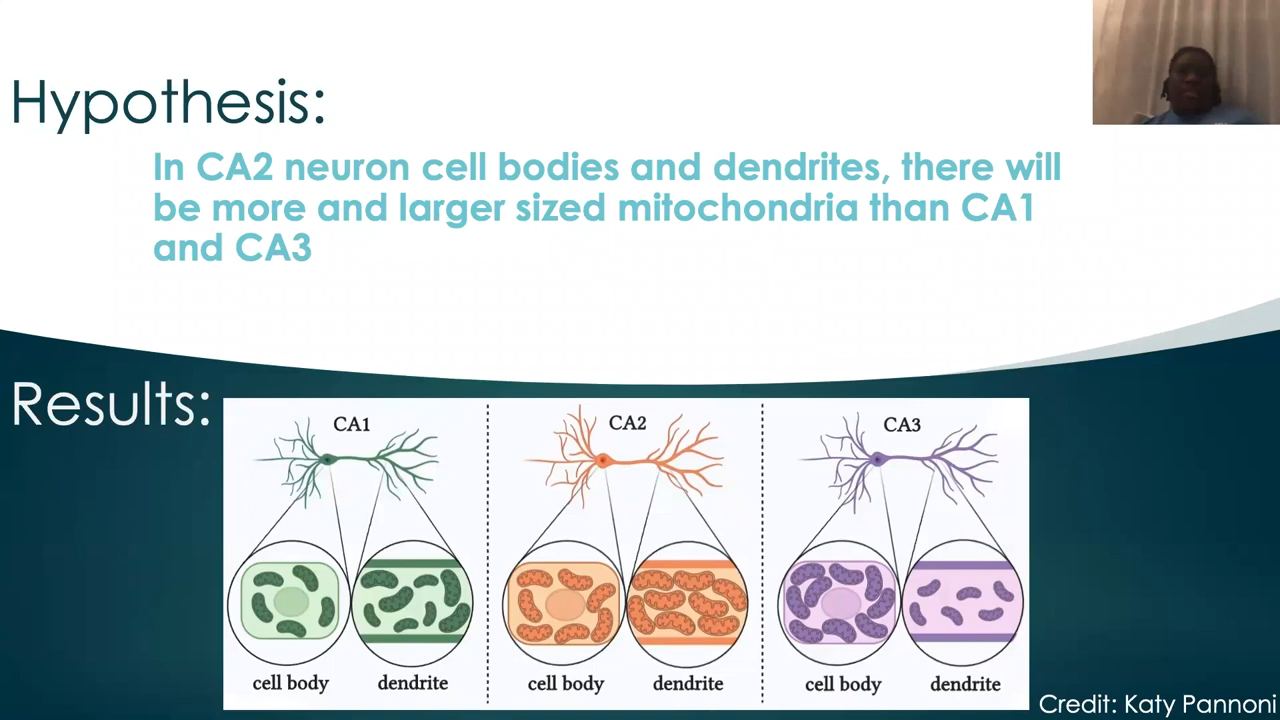 Hypothesis:
In CA2 neuron cell bodies and dendrites, there will
be more and larger sized mitochondria than CA1
and CA3
Results:
CA1
CA2
CA3
cell body
dendrite
cell body
dendrite
cell body
dendrite
Credit: Katy Pannoni